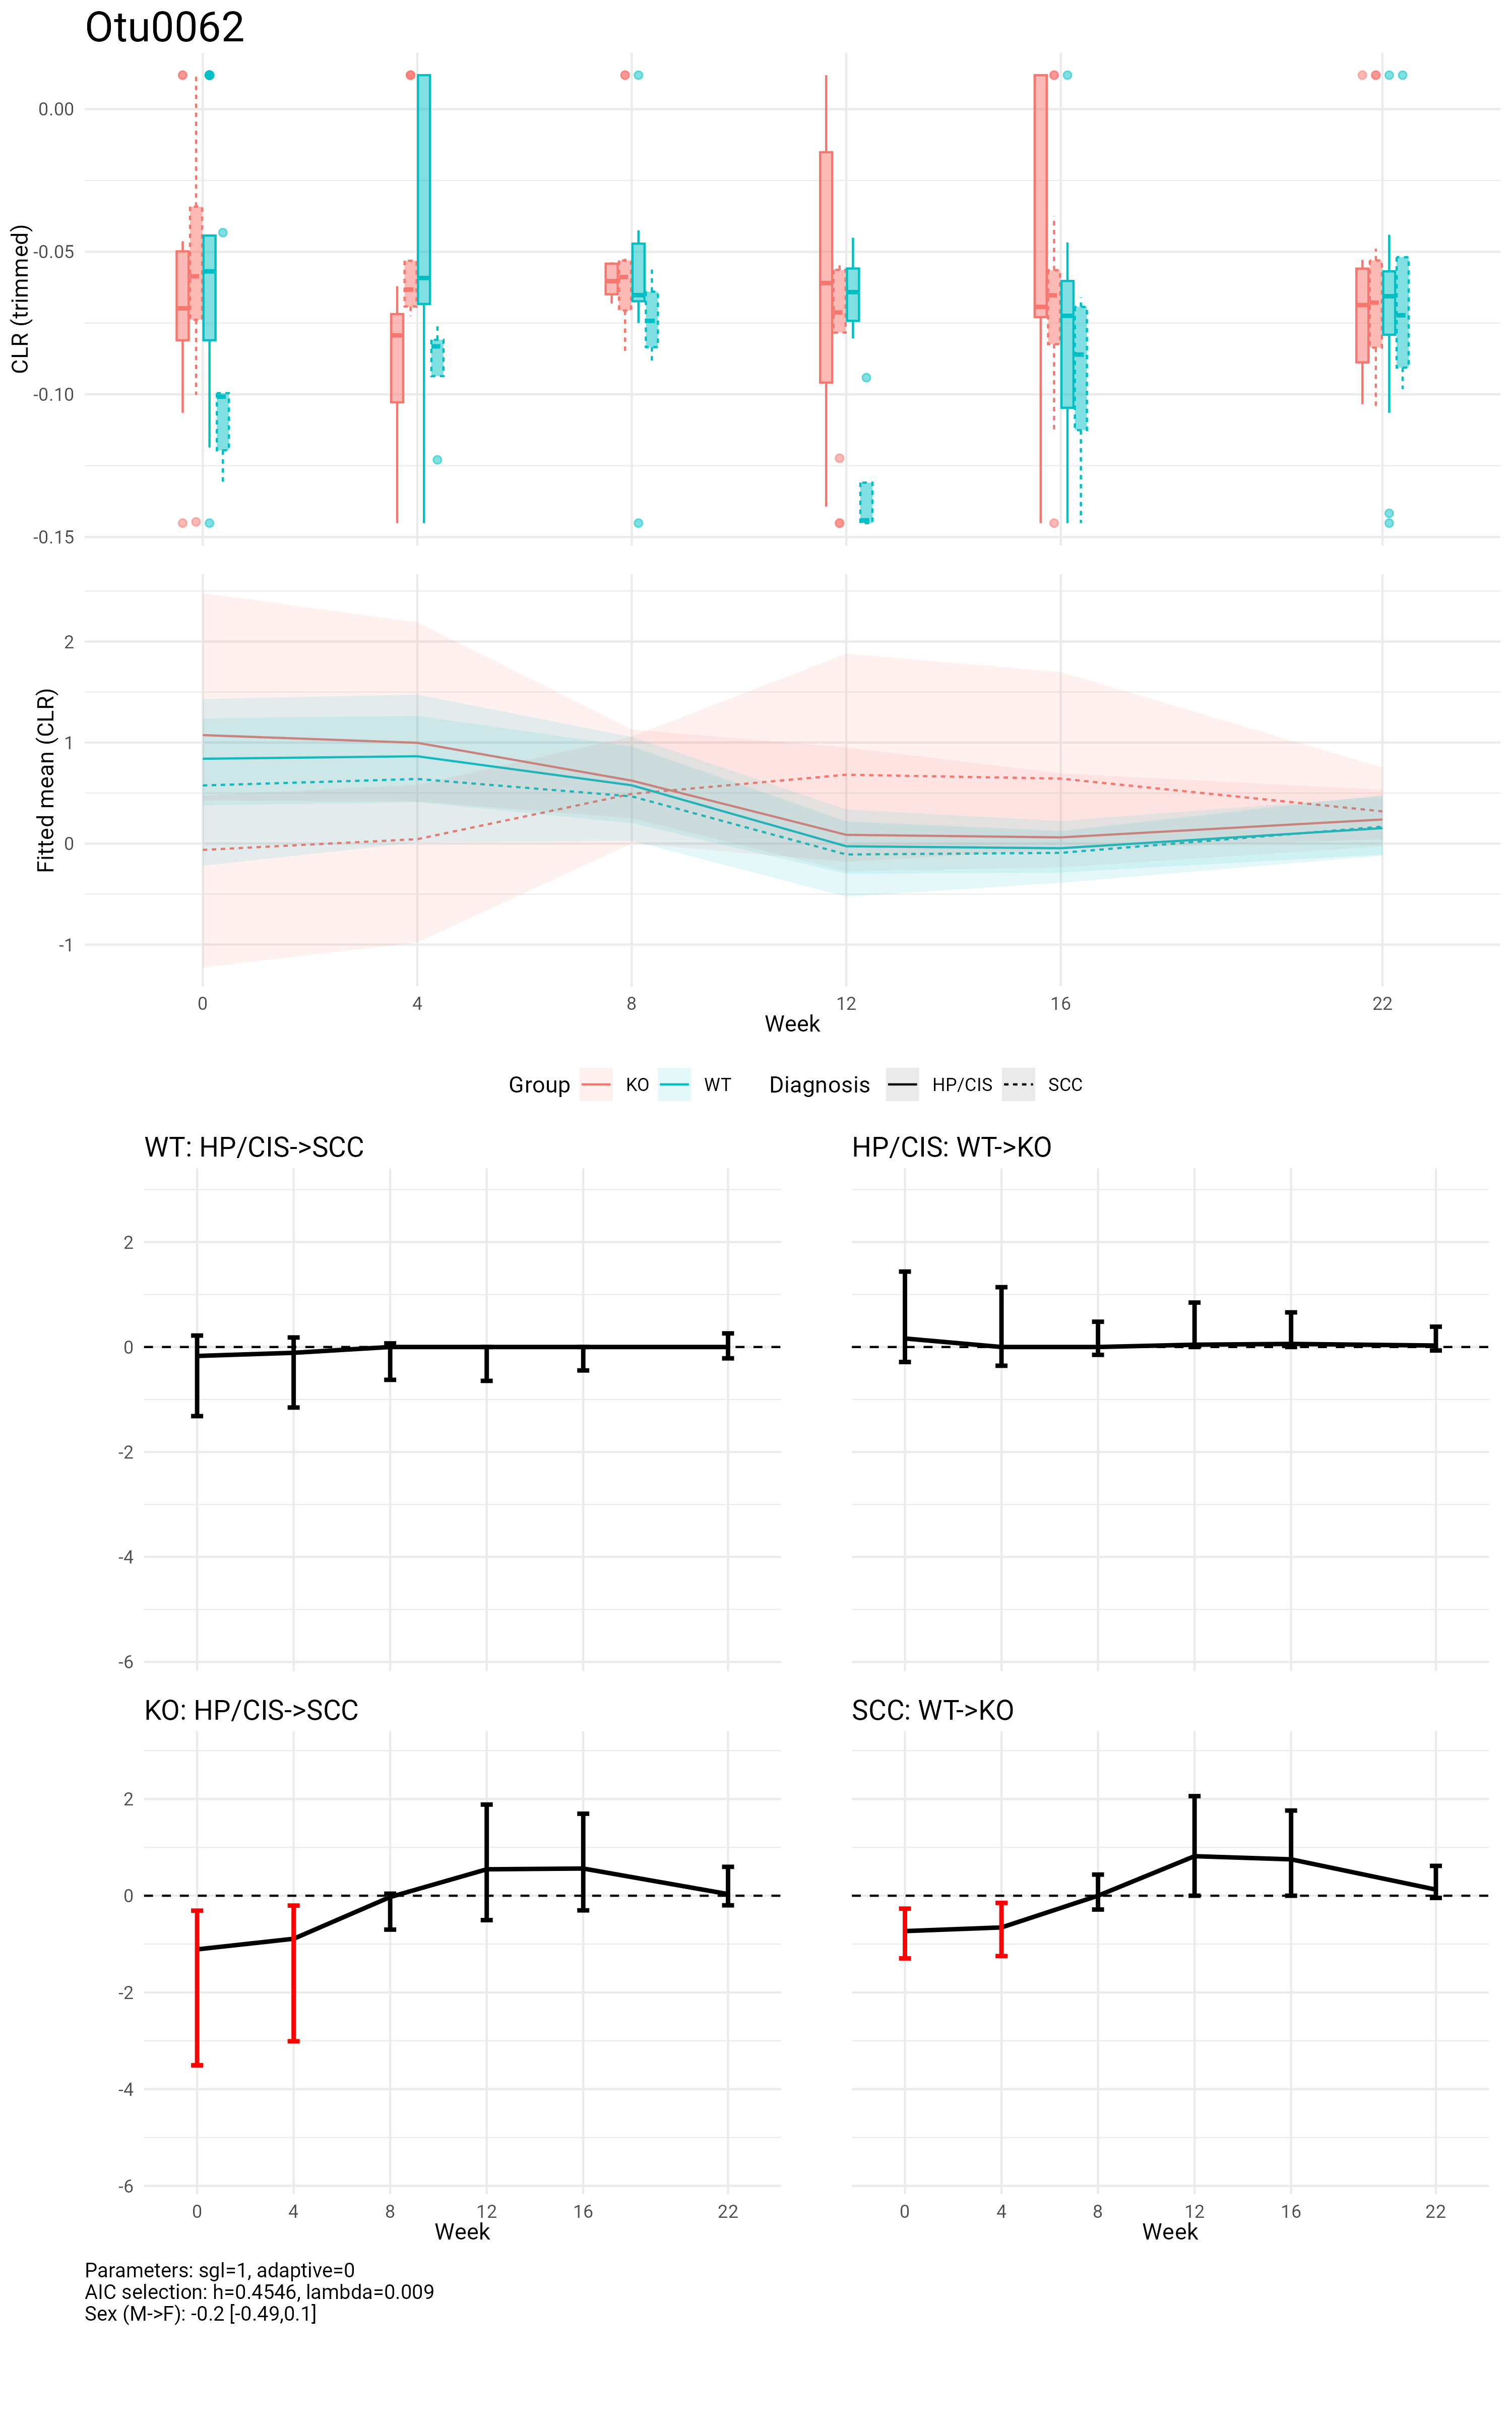 Otu0062
CLR (trimmed)
0.00
-0.05
-0.10
-0.15
Fitted mean (CLR)
2
1
0
-1
0 4 8 12 16 22
Week
Group KO WT Diagnosis HP/CIS SCC
WT: HP/CIS->SCC HP/CIS: WT->KO
2
0
-2
-4
-6
KO: HP/CIS->SCC SCC: WT->KO
2
0
-2
-4
-6
0 4 8 12 16 22 0 4 8 12 16 22
Week Week
Parameters: sgl=1, adaptive=0
AIC selection: h=0.4546, lambda=0.009
Sex (M->F): -0.2 [-0.49,0.1]